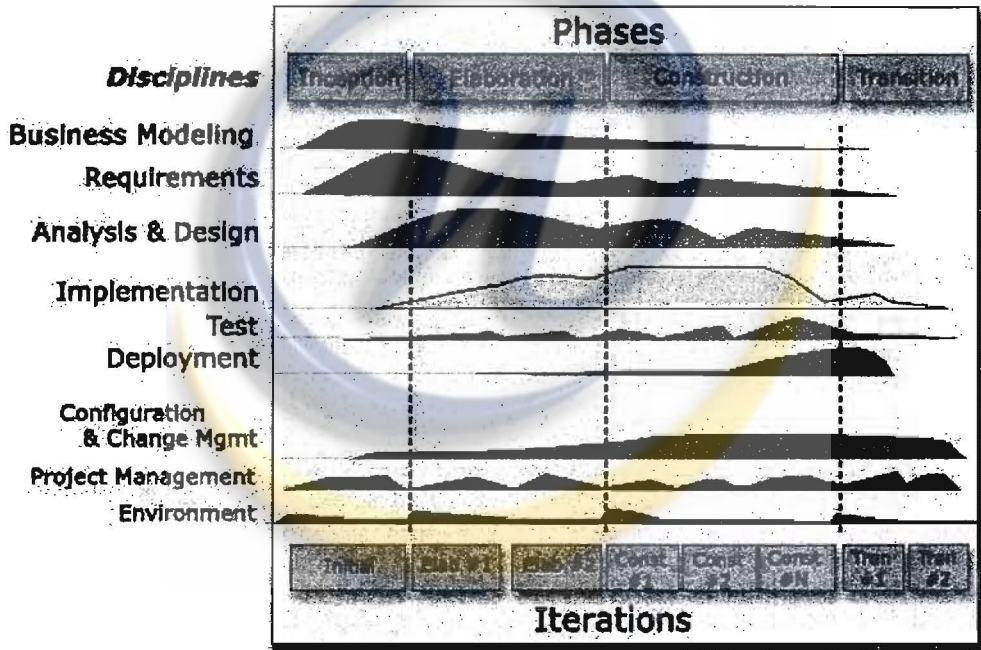 Phases
Disciplines
Inception Elaboration Construction Transition
Business Modeling
Requirements
Analysis & Design
Implementation
Test
Deployment
Configuration
& Change Mgmt
Project Management
Environment
Initial Elab #1 Elab #2 Const #1 Const #2 Const #N Tran #1 Tran #2
Iterations